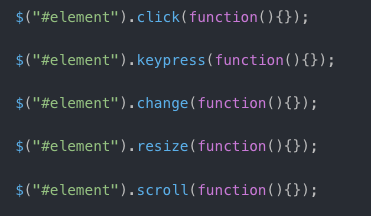 $("#element").click(function(){});
$("#element").keypress(function(){});
$("#element").change(function(){});
$("#element").resize(function(){});
$("#element").scroll(function(){});